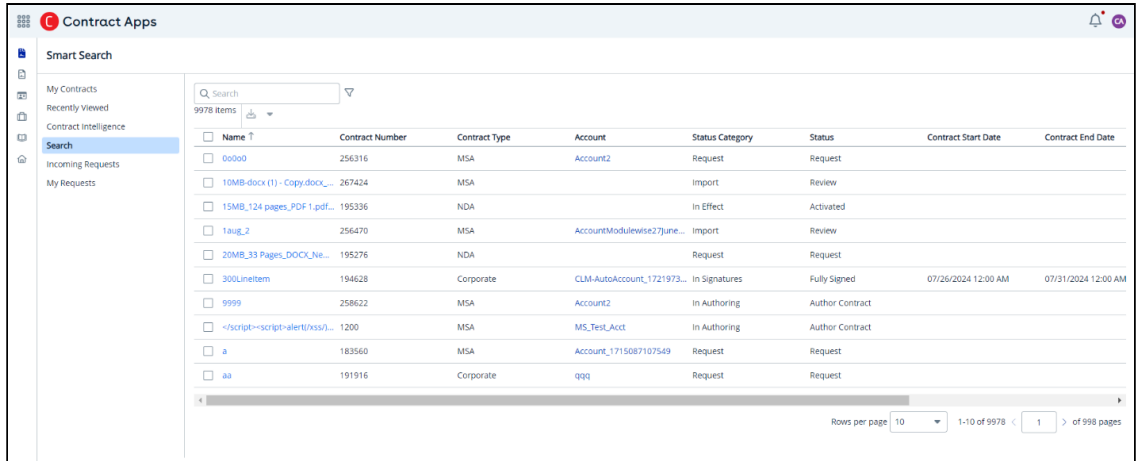 Contract Apps
CA
Smart Search
My Contracts
Recently Viewed
Contract Intelligence
Search
Incoming Requests
My Requests
Search
9978 items
Name ↑ Contract Number Contract Type Account Status Category Status Contract Start Date Contract End Date
0o0o0 256316 MSA Account2 Request Request
10MB-docx (1) - Copy.docx_... 267424 MSA Import Review
15MB_124 pages_PDF 1.pdf... 195336 NDA In Effect Activated
1aug_2 256470 MSA AccountModulewise27June... Import Review
20MB_33 Pages_DOCX_Ne... 195276 NDA Request Request
300LineItem 194628 Corporate CLM-AutoAccount_1721973... In Signatures Fully Signed 07/26/2024 12:00 AM 07/31/2024 12:00 AM
9999 258622 MSA Account2 In Authoring Author Contract
</script><script>alert(/xss/)... 1200 MSA MS_Test_Acct In Authoring Author Contract
a 183560 MSA Account_1715087107549 Request Request
aa 191916 Corporate qqq Request Request
Rows per page 10 1-10 of 9978 < 1 > of 998 pages